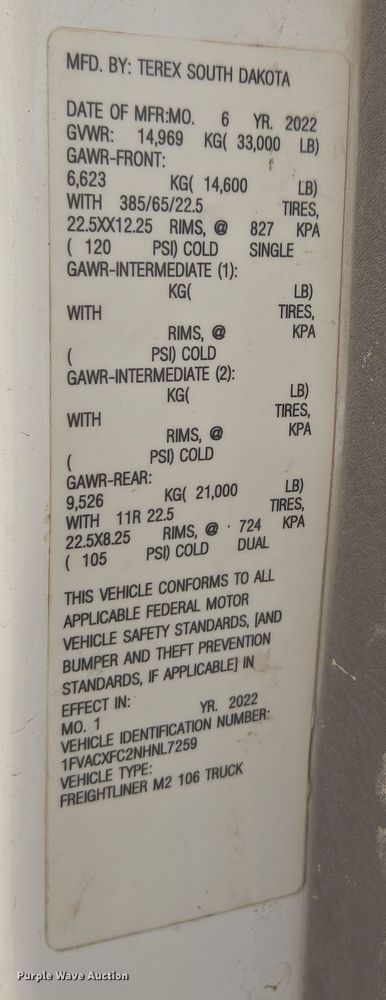 MFD. BY: TEREX SOUTH DAKOTA
DATE OF MFR:MO. 6 YR. 2022
GVWR: 14,969 KG( 33,000 LB)
GAWR-FRONT:
6,623 KG( 14,600 LB)
WITH 385/65/22.5 TIRES,
22.5XX12.25 RIMS, @ 827 KPA
( 120 PSI) COLD SINGLE
GAWR-INTERMEDIATE (1):
KG( LB)
WITH TIRES,
RIMS, @ KPA
( PSI) COLD
GAWR-INTERMEDIATE (2):
KG( LB)
WITH TIRES,
RIMS, @ KPA
( PSI) COLD
GAWR-REAR:
9,526 KG( 21,000 LB)
WITH 11R 22.5 TIRES,
22.5X8.25 RIMS, @ 724 KPA
( 105 PSI) COLD DUAL
THIS VEHICLE CONFORMS TO ALL
APPLICABLE FEDERAL MOTOR
VEHICLE SAFETY STANDARDS, [AND
BUMPER AND THEFT PREVENTION
STANDARDS, IF APPLICABLE] IN
EFFECT IN:
MO. 1 YR. 2022
VEHICLE IDENTIFICATION NUMBER:
1FVACXFC2NHNL7259
VEHICLE TYPE:
FREIGHTLINER M2 106 TRUCK
Purple Wave Auction